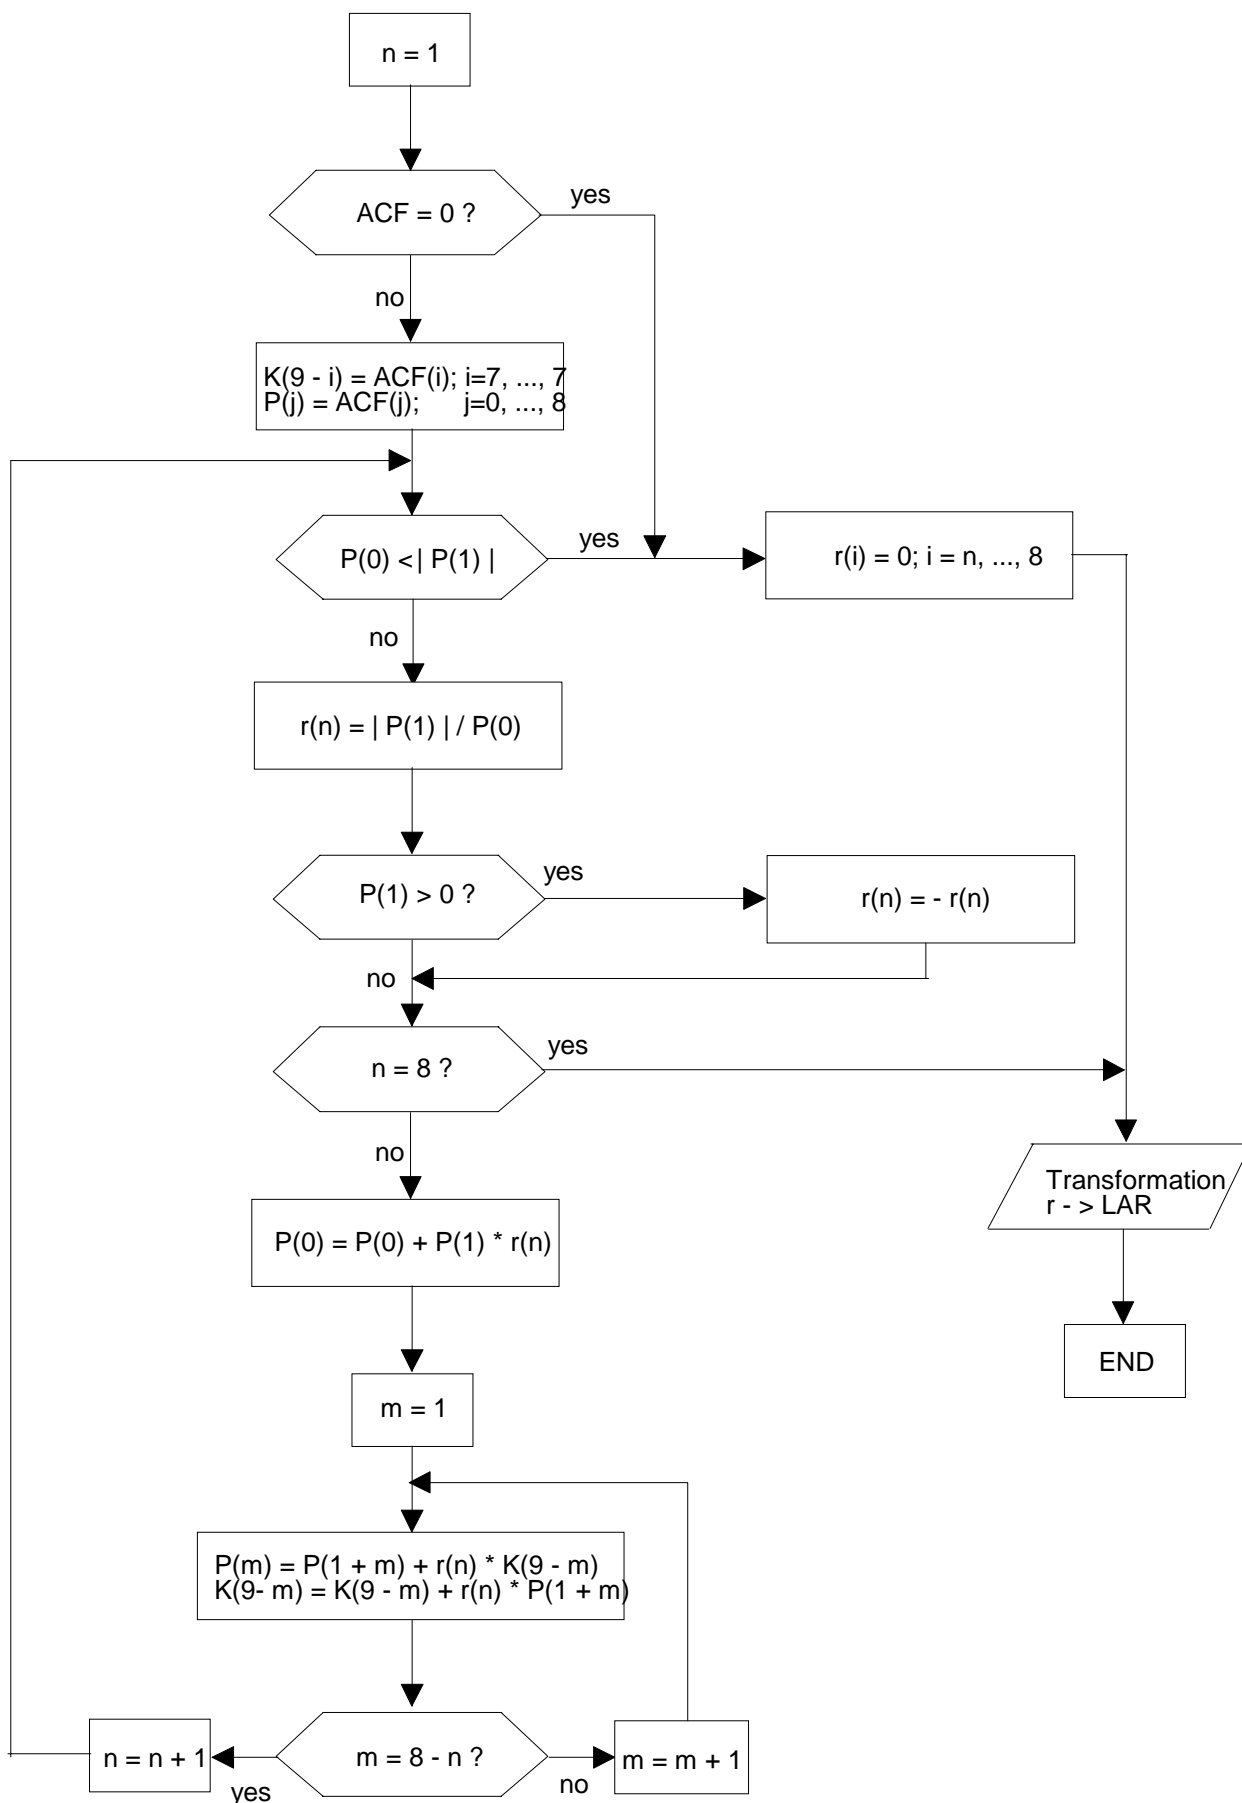 n = 1
ACF = 0 ?
yes
no
K(9 - i) = ACF(i); i=7, ..., 7
P(j) = ACF(j); j=0, ..., 8
P(0) <| P(1) |
yes
r(i) = 0; i = n, ..., 8
no
r(n) = | P(1) | / P(0)
P(1) > 0 ?
yes
r(n) = - r(n)
no
n = 8 ?
yes
no
Transformation
r - > LAR
P(0) = P(0) + P(1) * r(n)
END
m = 1
P(m) = P(1 + m) + r(n) * K(9 - m)
K(9- m) = K(9 - m) + r(n) * P(1 + m)
n = n + 1
yes
m = 8 - n ?
no
m = m + 1